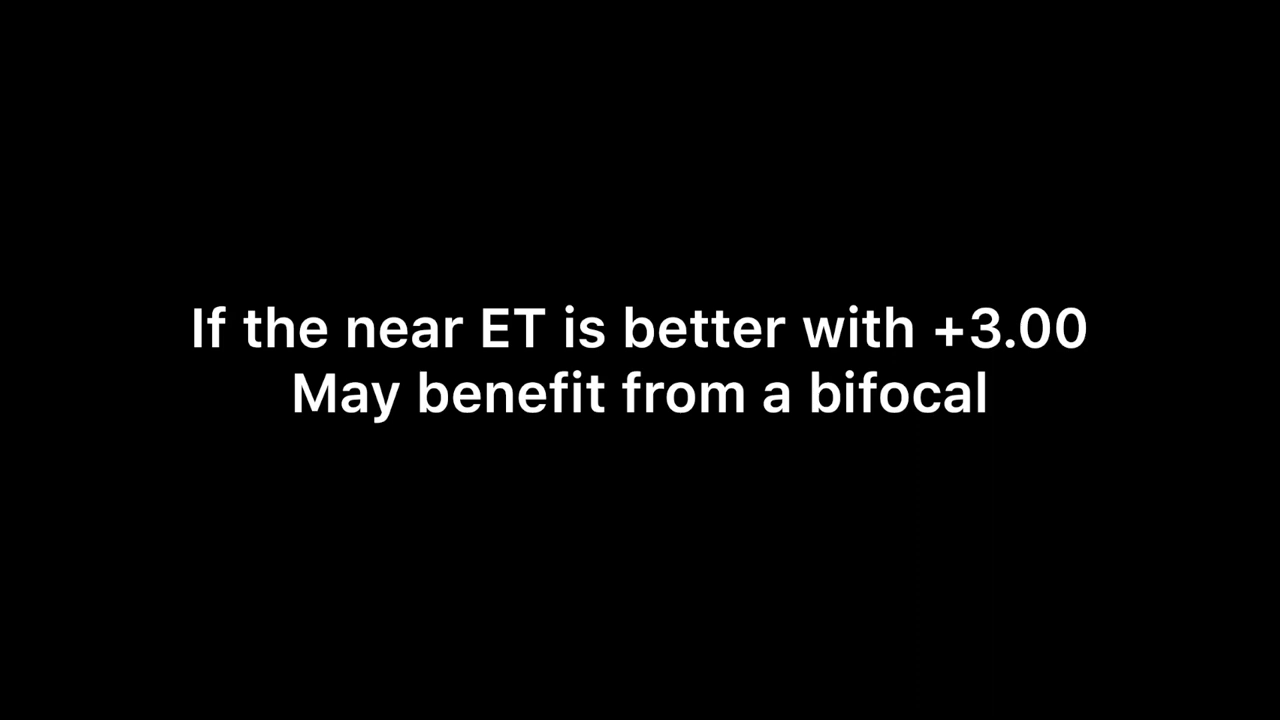 If the near ET is better with +3.00
May benefit from a bifocal